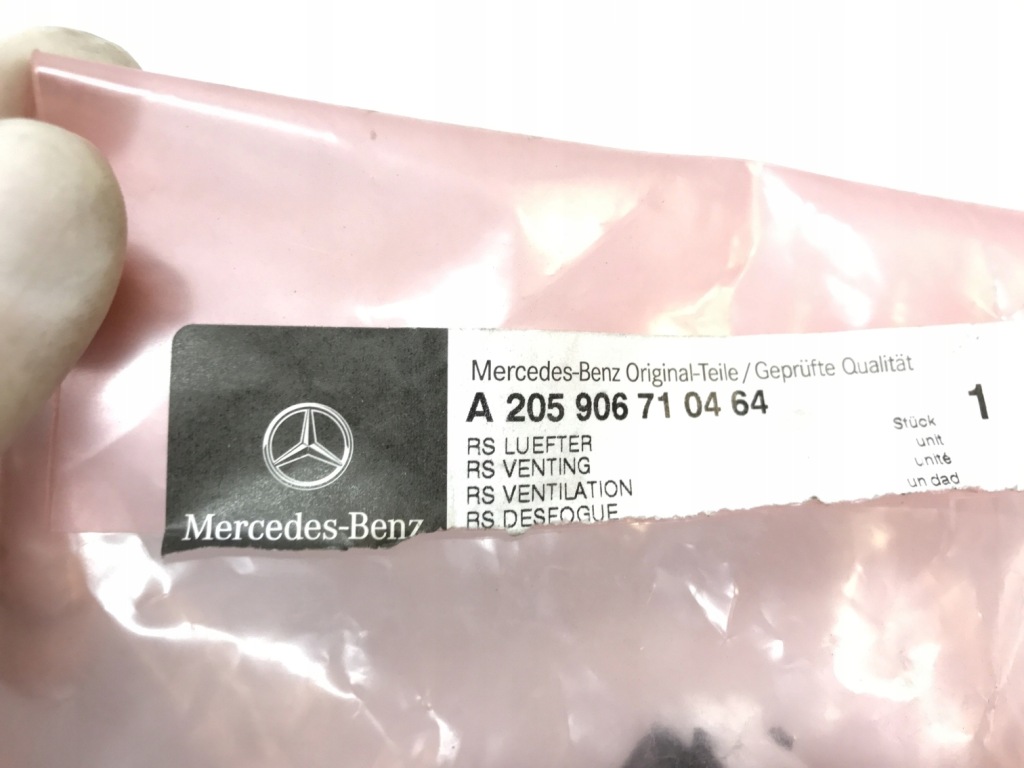 Mercedes-Benz Original-Teile / Geprüfte Qualität
A 205 906 71 04 64
RS LUEFTER
RS VENTING
RS VENTILATION
RS DESFOGUE
Stück 1
unit
unité
un dad
Mercedes-Benz